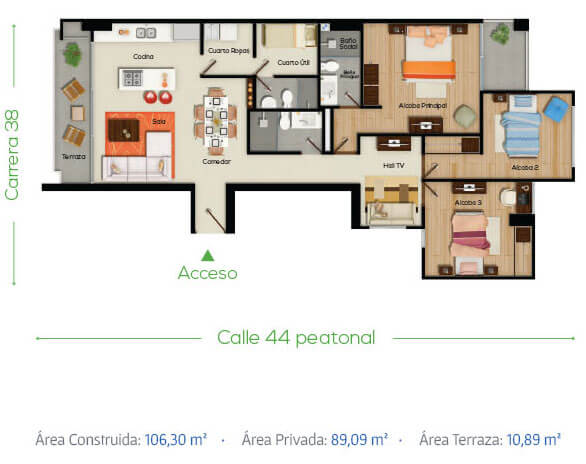 Cocina
Cuarto Ropas
Cuarto Útil
Baño
Social
Baño
Principal
Alcoba Principal
Sala
Comedor
Terraza
Hall TV
Alcoba 2
Alcoba 3
Carrera 38
Acceso
Calle 44 peatonal
Área Construida: 106,30 m² · Área Privada: 89,09 m² · Área Terraza: 10,89 m²